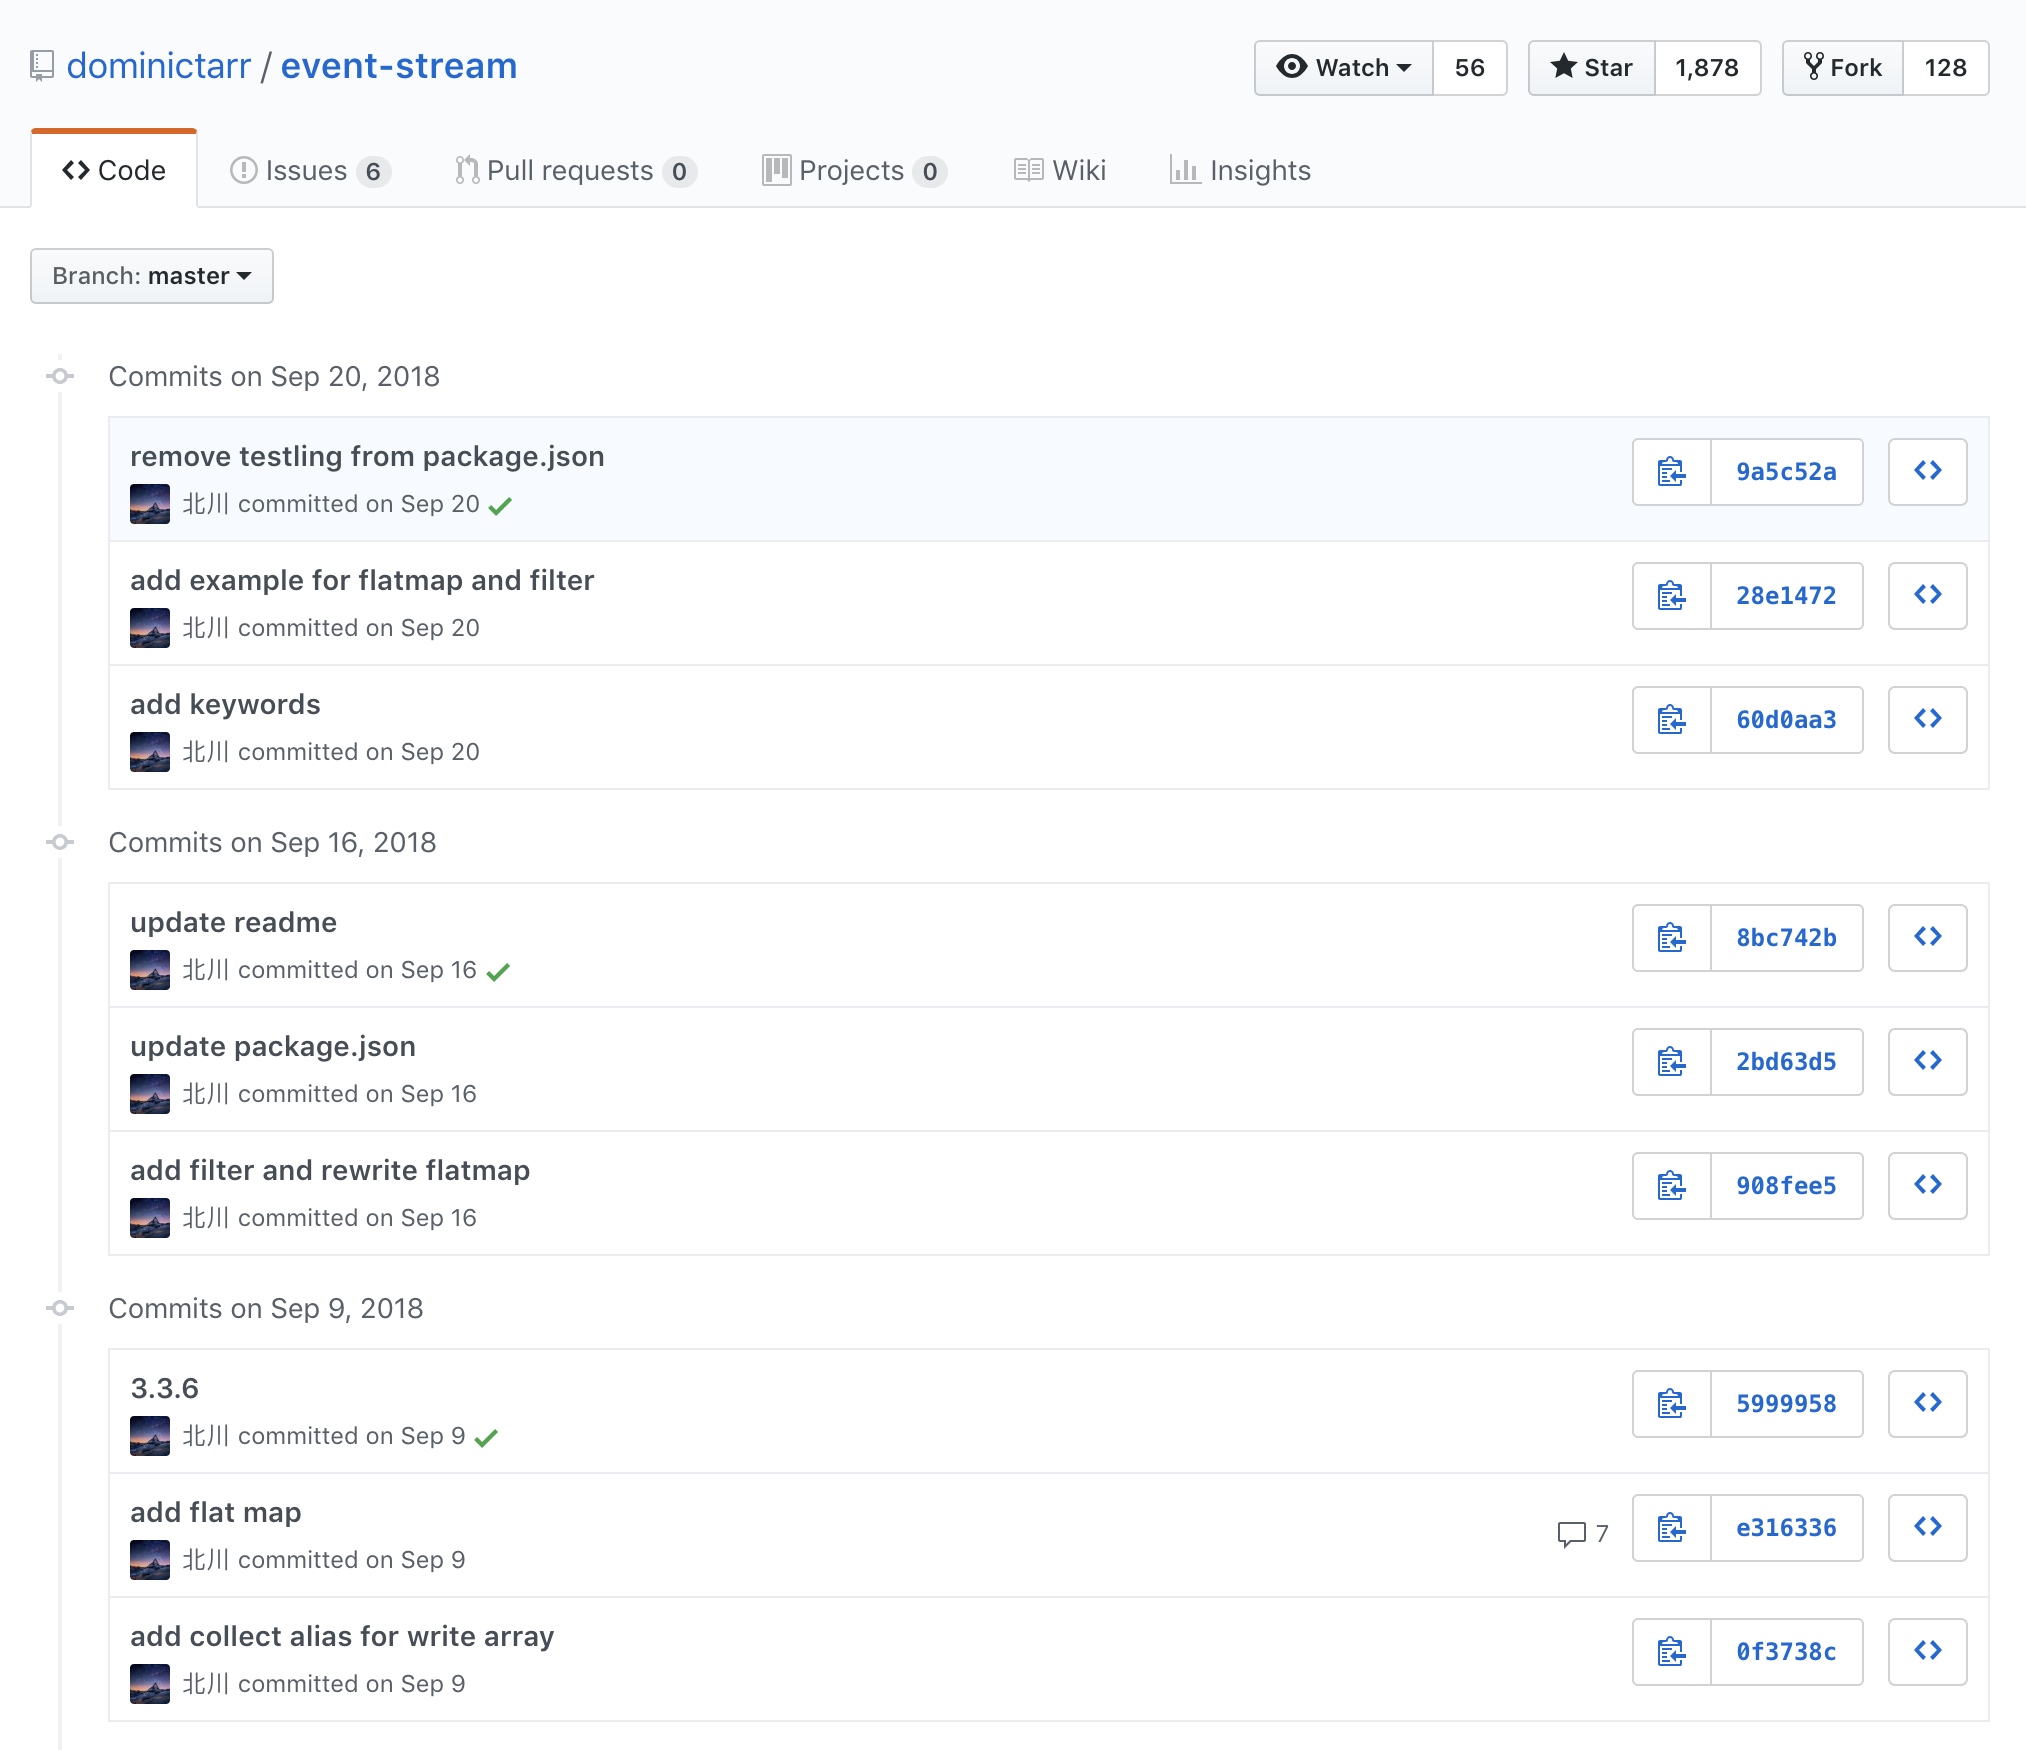 dominictarr / event-stream
Watch 56 Star 1,878 Fork 128
Code Issues 6 Pull requests 0 Projects 0 Wiki Insights
Branch: master
Commits on Sep 20, 2018
remove testling from package.json
9a5c52a
北川 committed on Sep 20
add example for flatmap and filter
28e1472
北川 committed on Sep 20
add keywords
60d0aa3
北川 committed on Sep 20
Commits on Sep 16, 2018
update readme
8bc742b
北川 committed on Sep 16
update package.json
2bd63d5
北川 committed on Sep 16
add filter and rewrite flatmap
908fee5
北川 committed on Sep 16
Commits on Sep 9, 2018
3.3.6
5999958
北川 committed on Sep 9
add flat map
7 e316336
北川 committed on Sep 9
add collect alias for write array
0f3738c
北川 committed on Sep 9